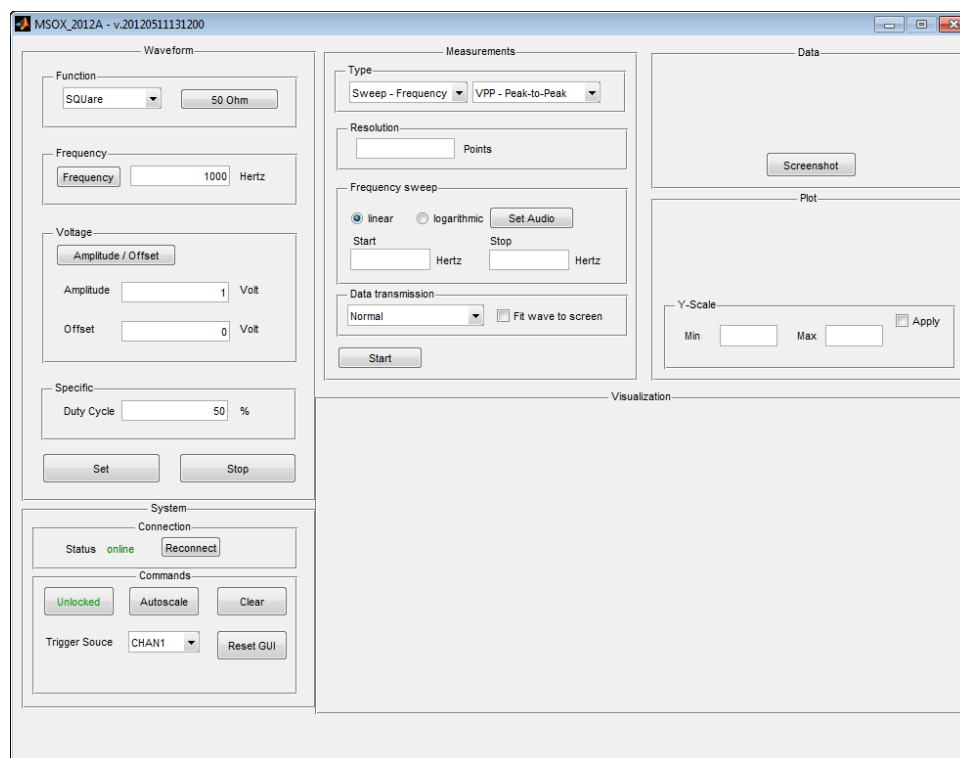 MSOX_2012A - v.20120511131200
Waveform
Function
SQUare
50 Ohm
Frequency
Frequency 1000 Hertz
Voltage
Amplitude / Offset
Amplitude 1 Volt
Offset 0 Volt
Specific
Duty Cycle 50 %
Set Stop
System
Connection
Status online Reconnect
Commands
Unlocked Autoscale Clear
Trigger Souce CHAN1 Reset GUI
Measurements
Type
Sweep - Frequency VPP - Peak-to-Peak
Resolution
Points
Frequency sweep
linear logarithmic Set Audio
Start Stop
Hertz Hertz
Data transmission
Normal Fit wave to screen
Start
Data
Screenshot
Plot
Y-Scale
Min Max Apply
Visualization